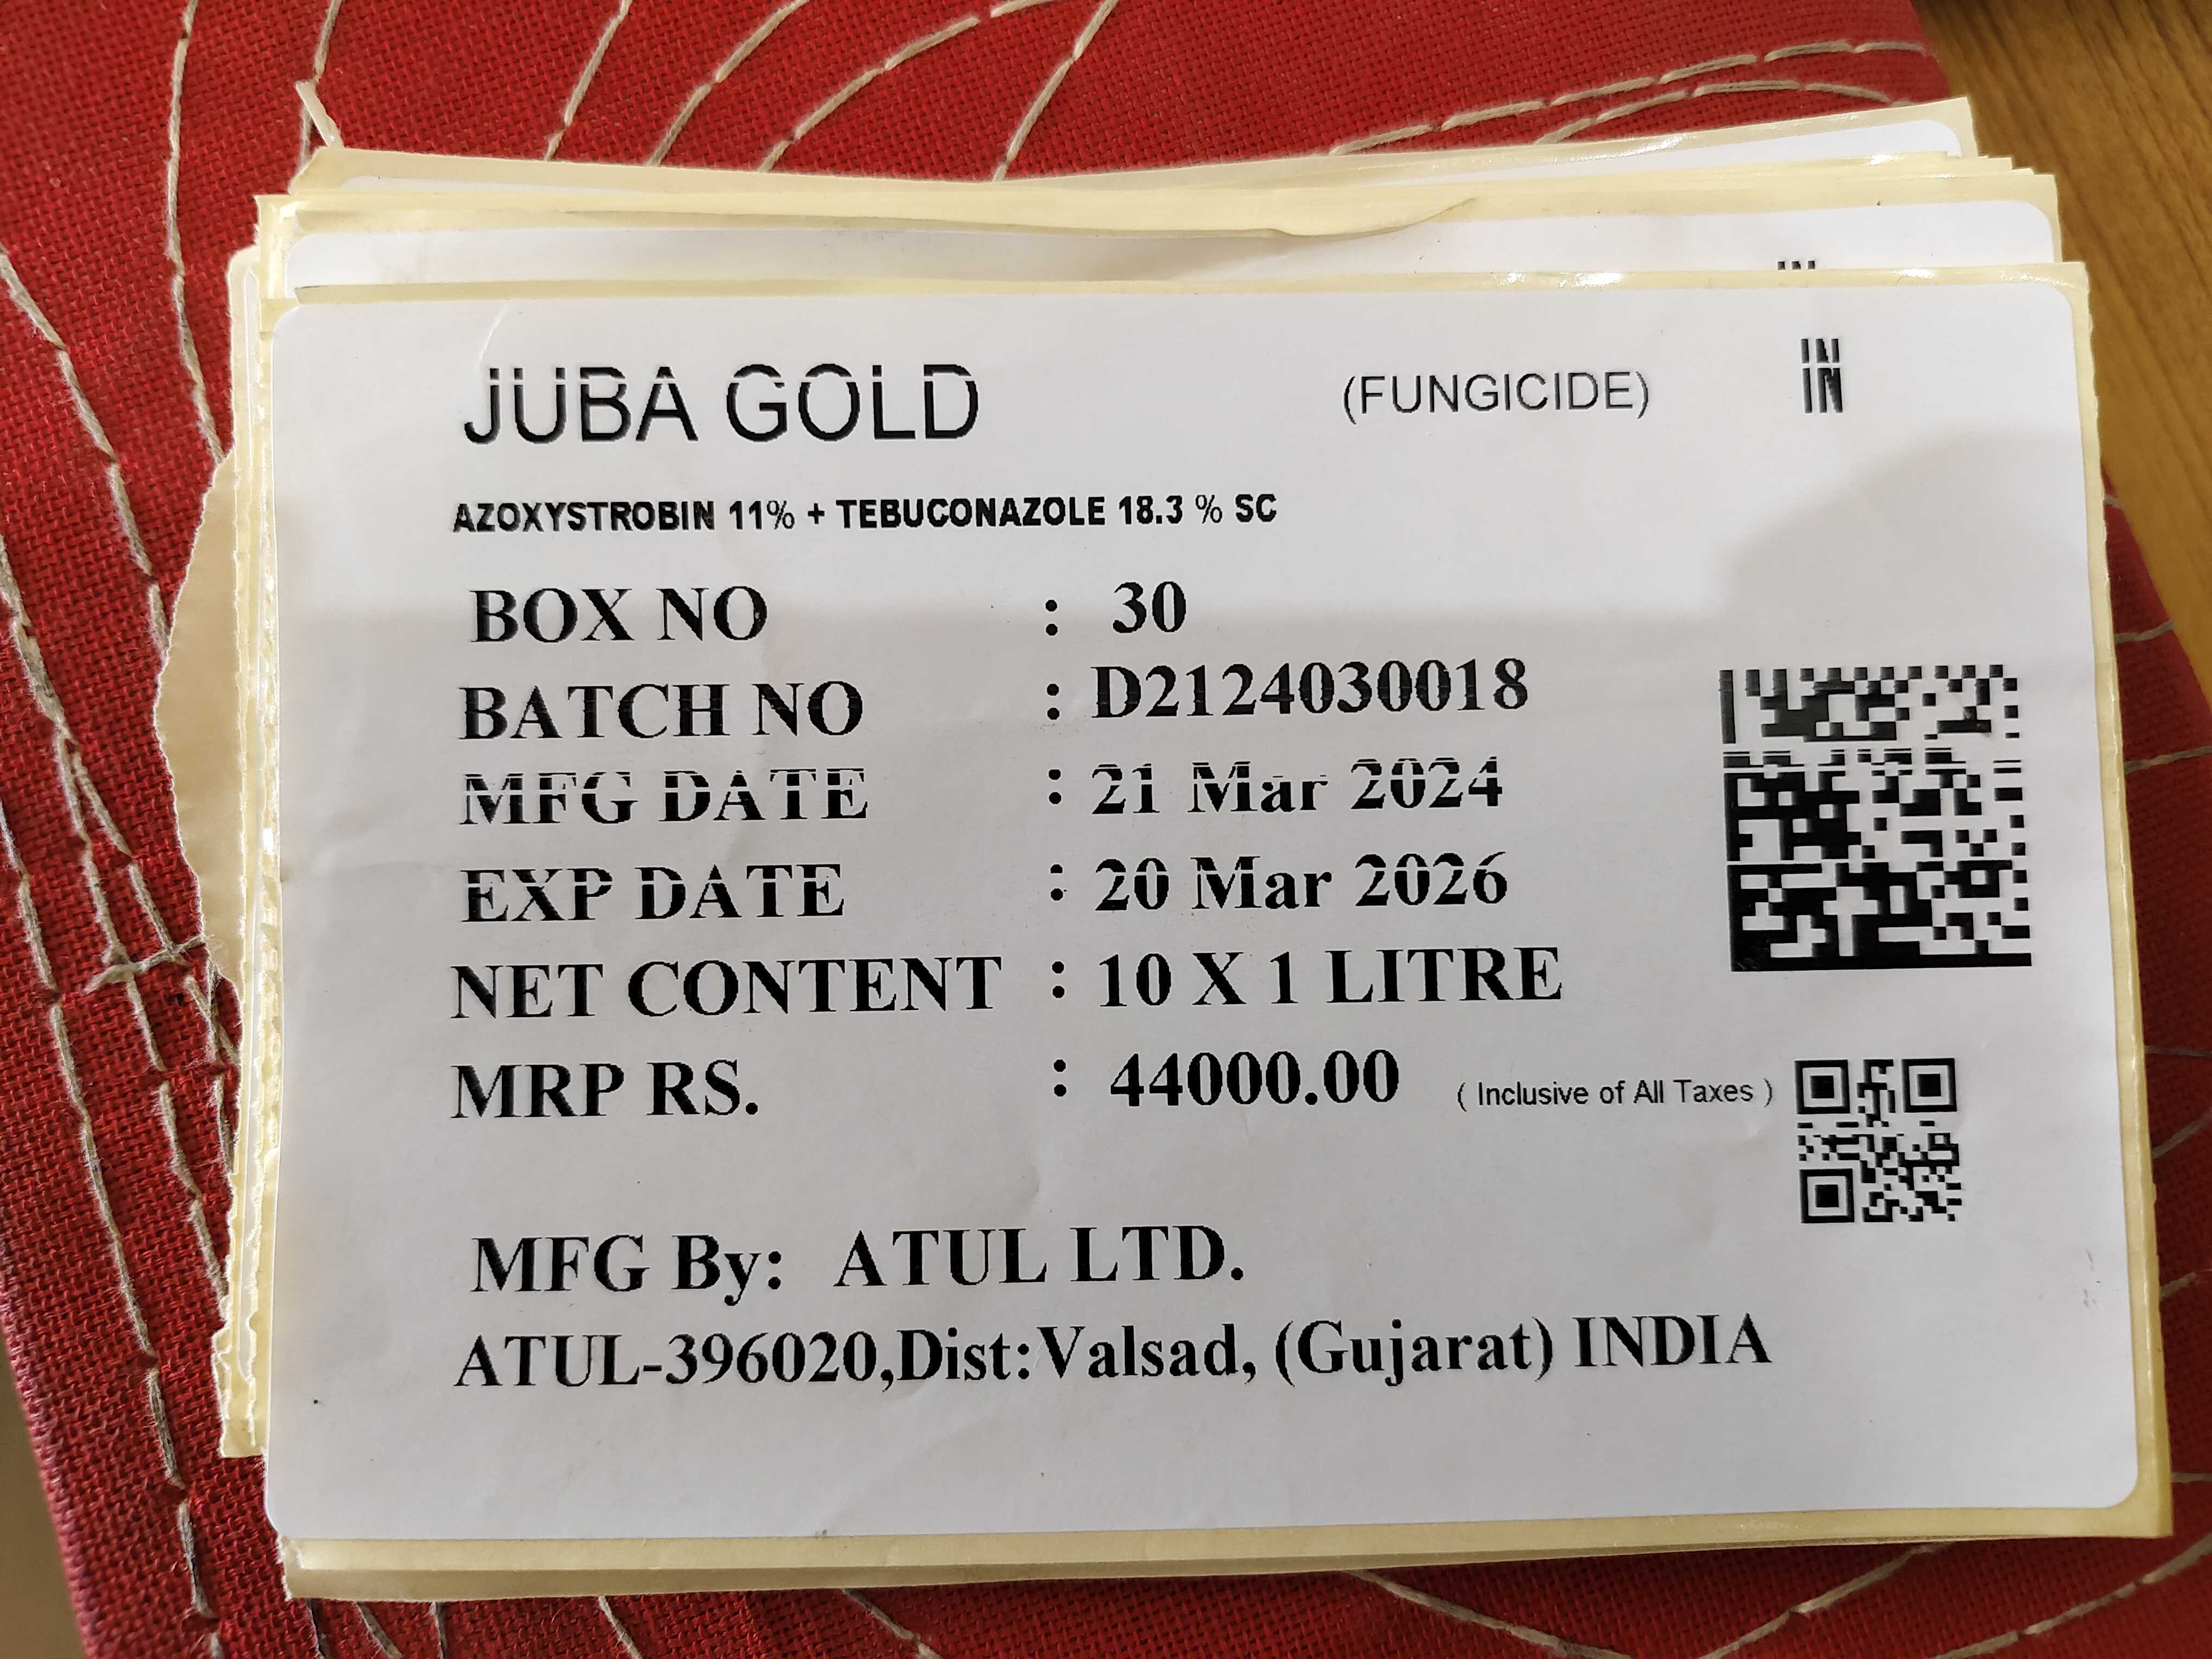 JUBA GOLD (FUNGICIDE) IN
IN
AZOXYSTROBIN 11% + TEBUCONAZOLE 18.3 % SC
BOX NO : 30
BATCH NO : D2124030018
MFG DATE : 21 Mar 2024
EXP DATE : 20 Mar 2026
NET CONTENT : 10 X 1 LITRE
MRP RS. : 44000.00 ( Inclusive of All Taxes )
MFG By: ATUL LTD.
ATUL-396020,Dist:Valsad, (Gujarat) INDIA